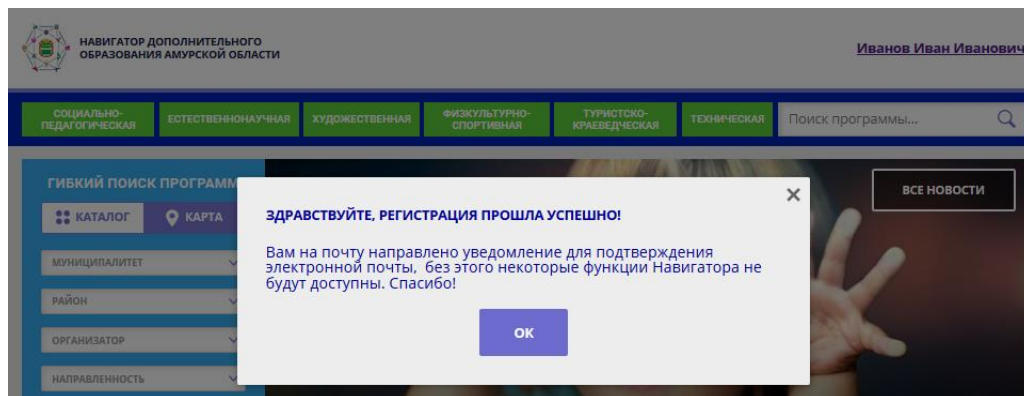 НАВИГАТОР ДОПОЛНИТЕЛЬНОГО
ОБРАЗОВАНИЯ АМУРСКОЙ ОБЛАСТИ
Иванов Иван Иванович
СОЦИАЛЬНО-
ПЕДАГОГИЧЕСКАЯ
ЕСТЕСТВЕННОНАУЧНАЯ
ХУДОЖЕСТВЕННАЯ
ФИЗКУЛЬТУРНО-
СПОРТИВНАЯ
ТУРИСТСКО-
КРАЕВЕДЧЕСКАЯ
ТЕХНИЧЕСКАЯ
Поиск программы...
ГИБКИЙ ПОИСК ПРОГРАММ
КАТАЛОГ
КАРТА
МУНИЦИПАЛИТЕТ
РАЙОН
ОРГАНИЗАТОР
НАПРАВЛЕННОСТЬ
ВСЕ НОВОСТИ
ЗДРАВСТВУЙТЕ, РЕГИСТРАЦИЯ ПРОШЛА УСПЕШНО!
Вам на почту направлено уведомление для подтверждения
электронной почты, без этого некоторые функции Навигатора не
будут доступны. Спасибо!
ОК